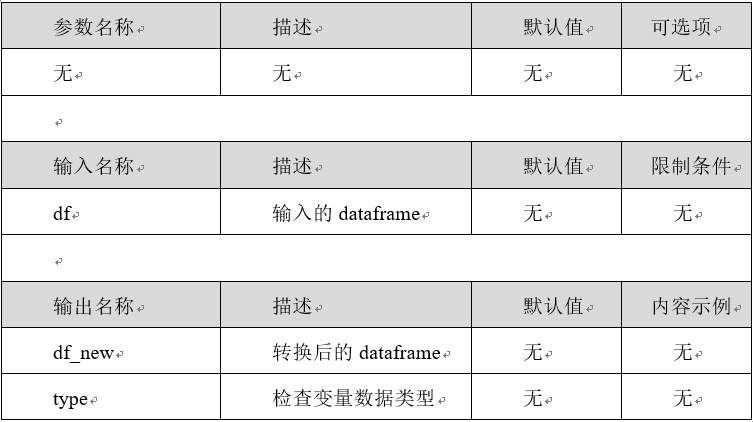 参数名称 描述 默认值 可选项
无 无 无 无
输入名称 描述 默认值 限制条件
df 输入的 dataframe 无 无
输出名称 描述 默认值 内容示例
df_new 转换后的 dataframe 无 无
type 检查变量数据类型 无 无